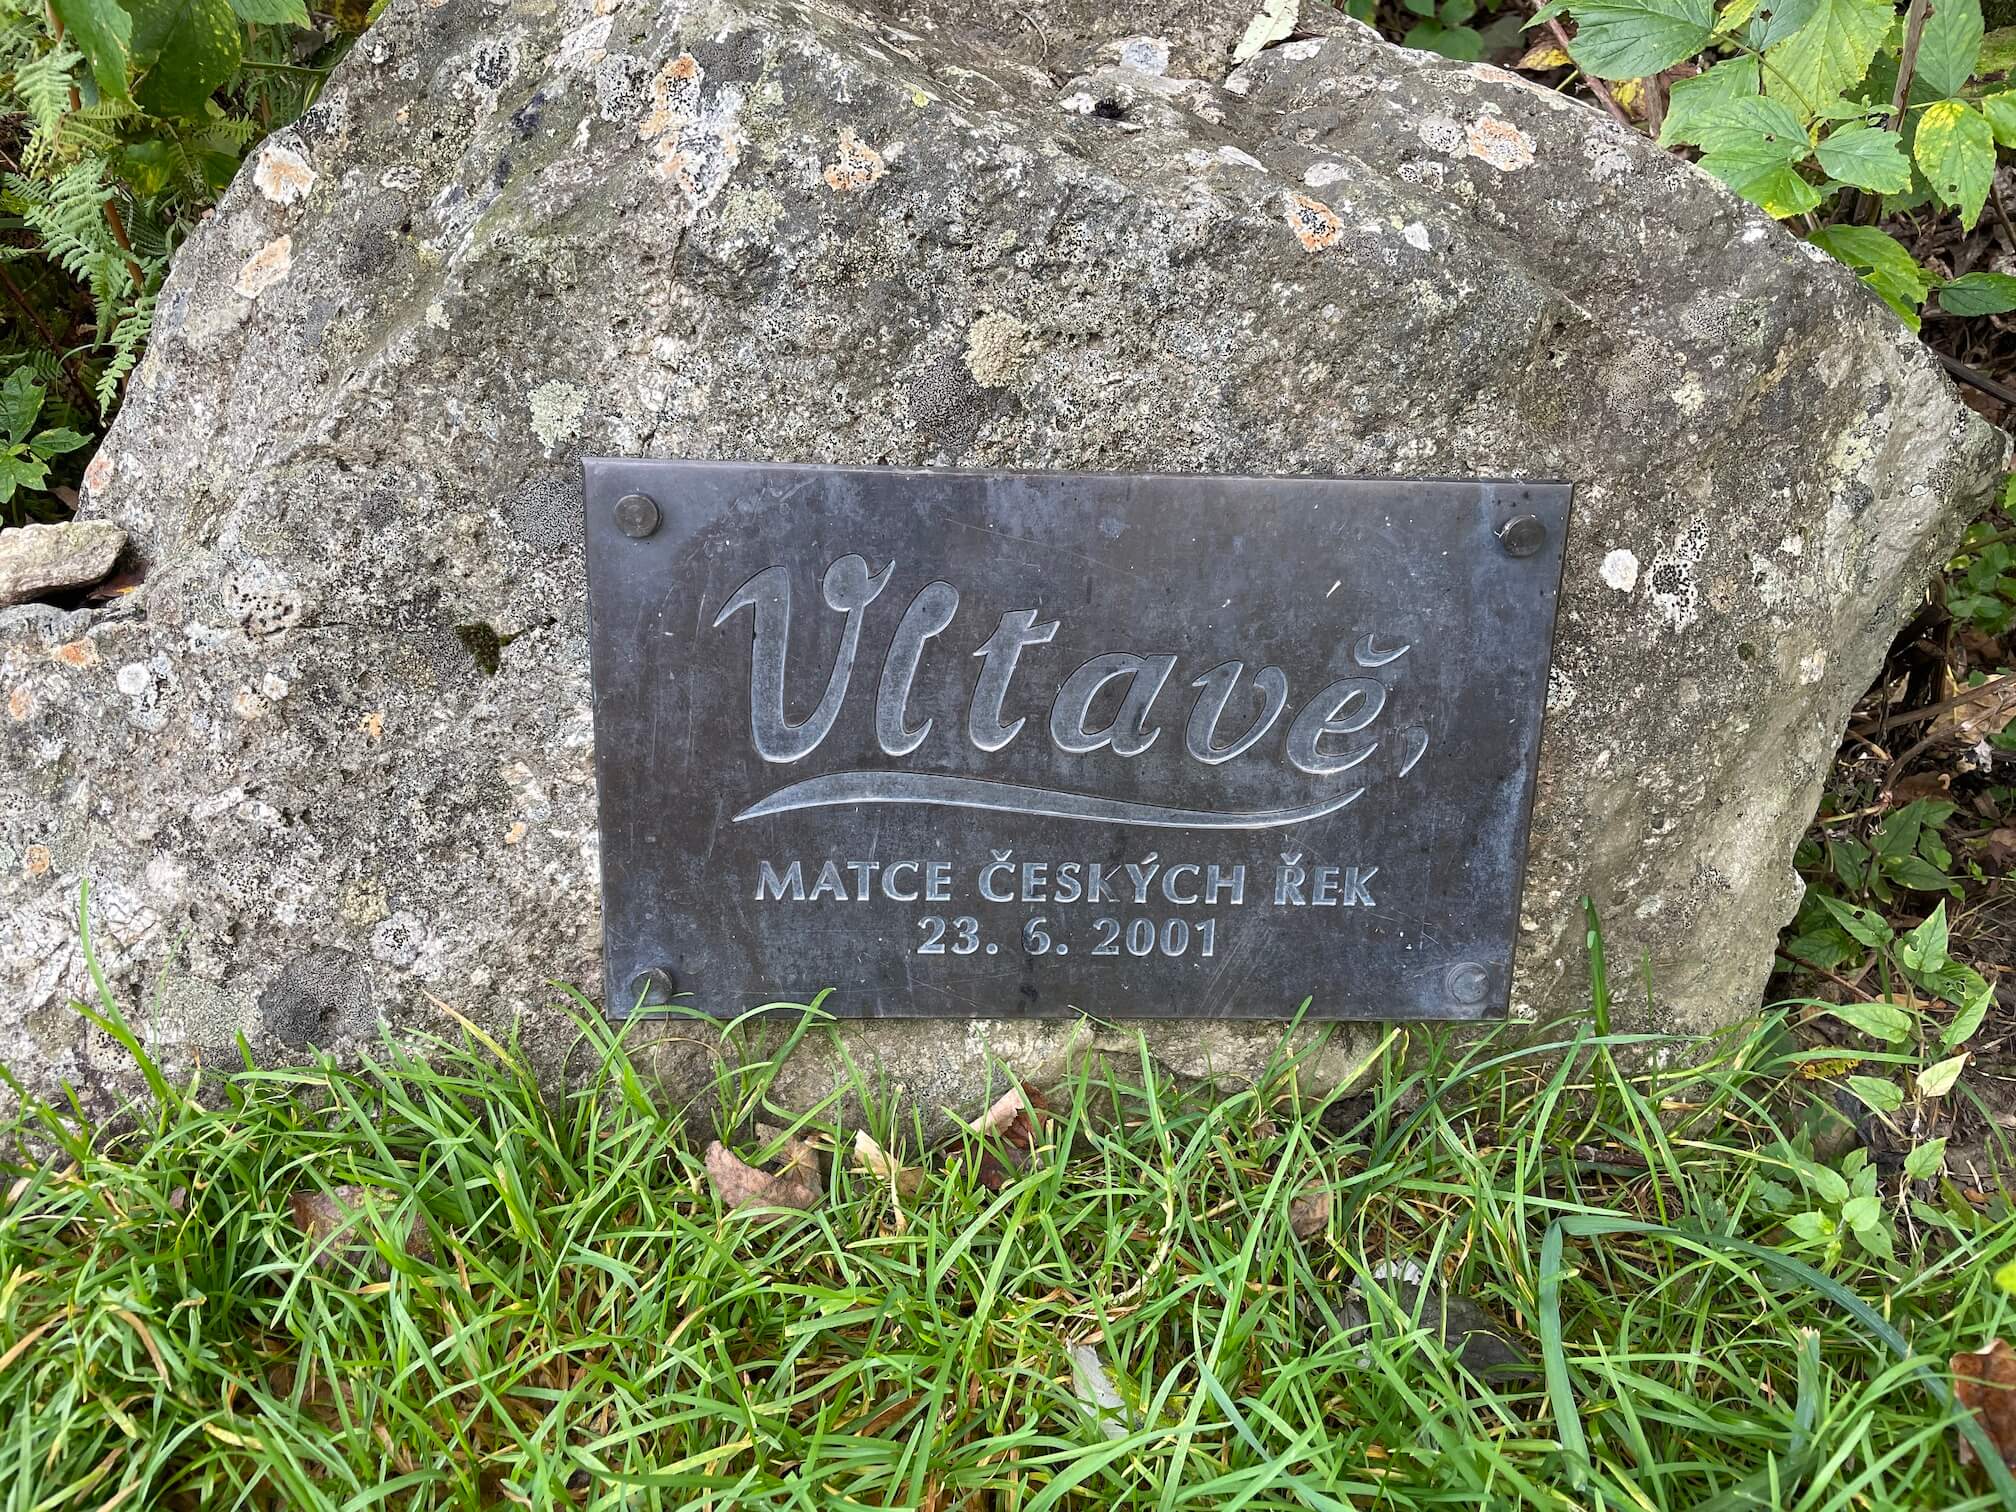 Vltavě,
MATCE ČESKÝCH ŘEK
23. 6. 2001